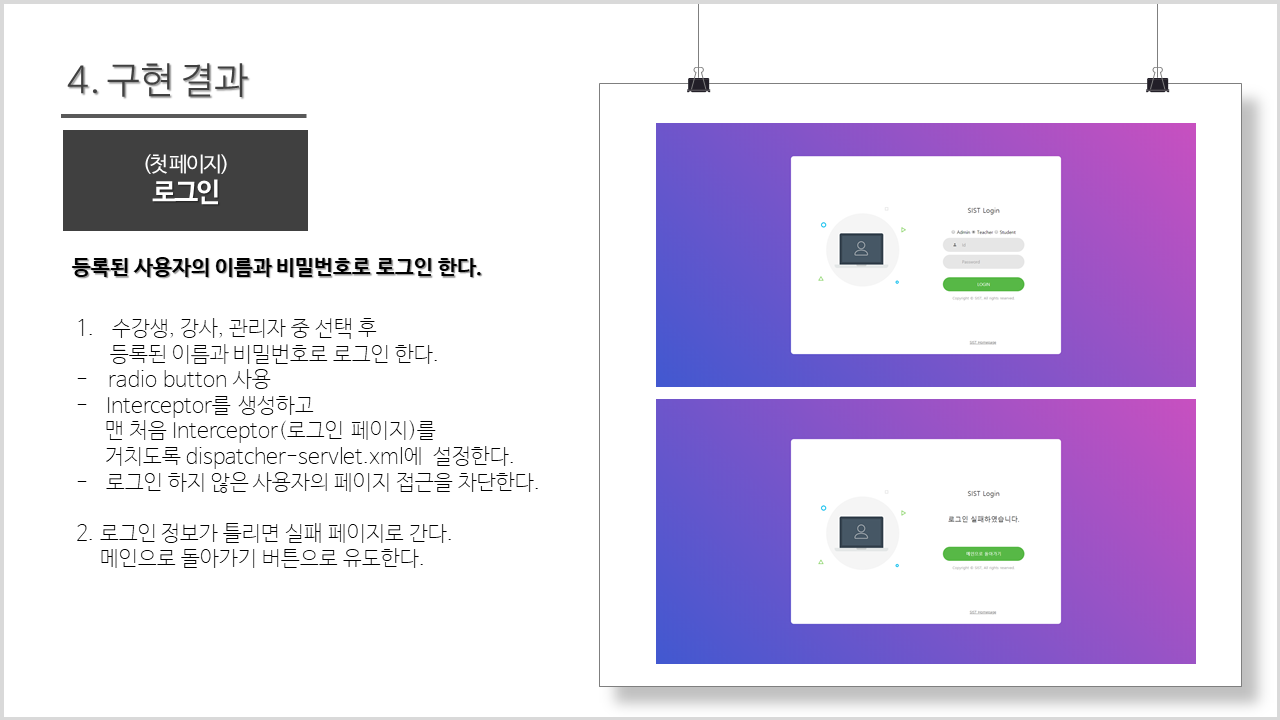 4. 구현 결과
(첫 페이지)
로그인
등록된 사용자의 이름과 비밀번호로 로그인 한다.
1. 수강생, 강사, 관리자 중 선택 후
등록된 이름과 비밀번호로 로그인 한다.
- radio button 사용
- Interceptor를 생성하고
맨 처음 Interceptor(로그인 페이지)를
거치도록 dispatcher-servlet.xml에 설정한다.
- 로그인 하지 않은 사용자의 페이지 접근을 차단한다.
2. 로그인 정보가 틀리면 실패 페이지로 간다.
메인으로 돌아가기 버튼으로 유도한다.
SIST Login
Admin Teacher Student
Id
Password
LOGIN
Copyright © SIST. All rights reserved.
SIST Homepage
SIST Login
로그인 실패하였습니다.
메인으로 돌아가기
Copyright © SIST. All rights reserved.
SIST Homepage